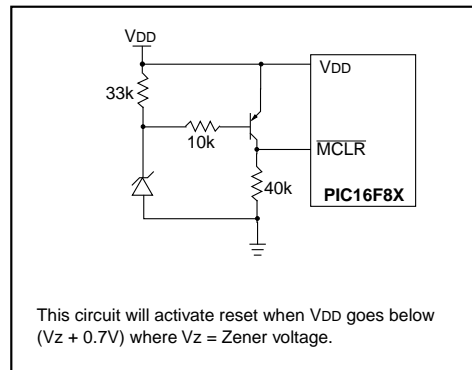 VDD
VDD
33k
10k
MCLR
40k
PIC16F8X
This circuit will activate reset when VDD goes below
(Vz + 0.7V) where Vz = Zener voltage.